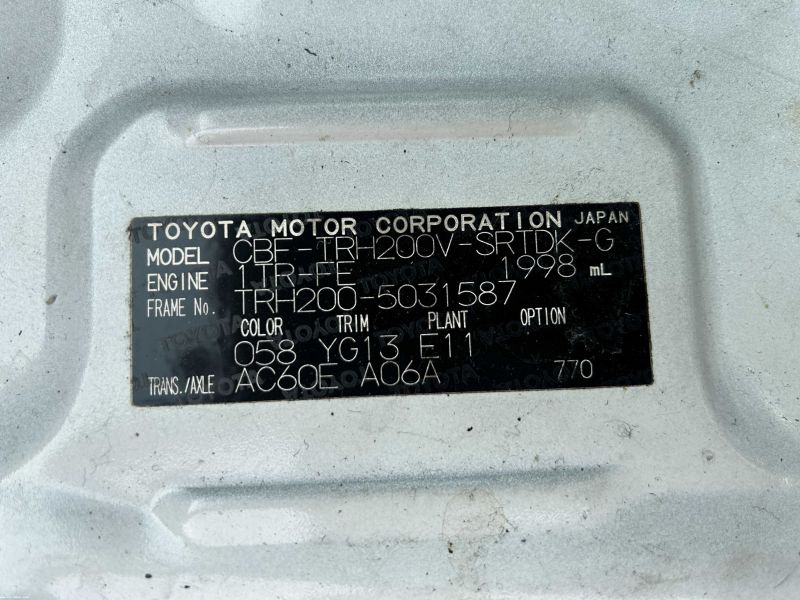 TOYOTA MOTOR CORPORATION JAPAN
MODEL CBF-TRH200V-SRTDK-G
ENGINE 1TR-FE 1998 mL
FRAME No. TRH200-5031587
COLOR TRIM PLANT OPTION
058 YG13 E11
TRANS./AXLE AC60E A06A 770